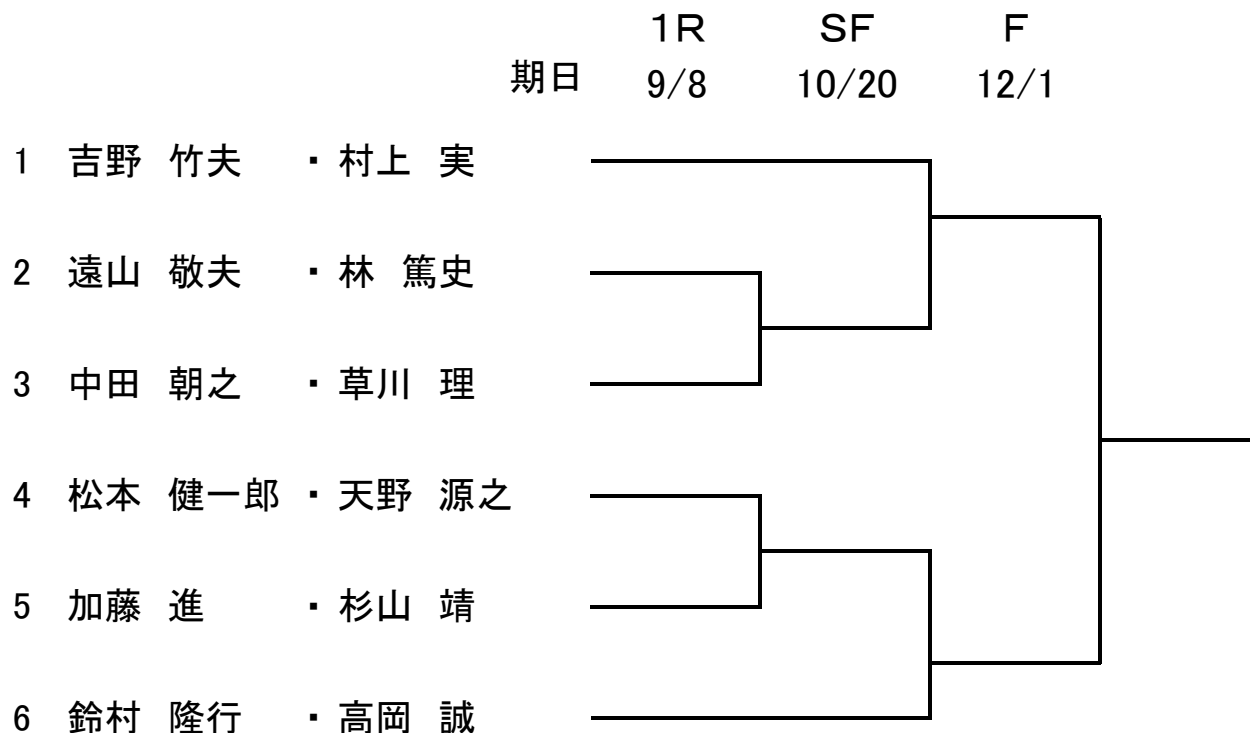 1R SF F
期日 9/8 10/20 12/1
1 吉野 竹夫 ・ 村上 実
2 遠山 敬夫 ・ 林 篤史
3 中田 朝之 ・ 草川 理
4 松本 健一郎 ・ 天野 源之
5 加藤 進 ・ 杉山 靖
6 鈴村 隆行 ・ 高岡 誠